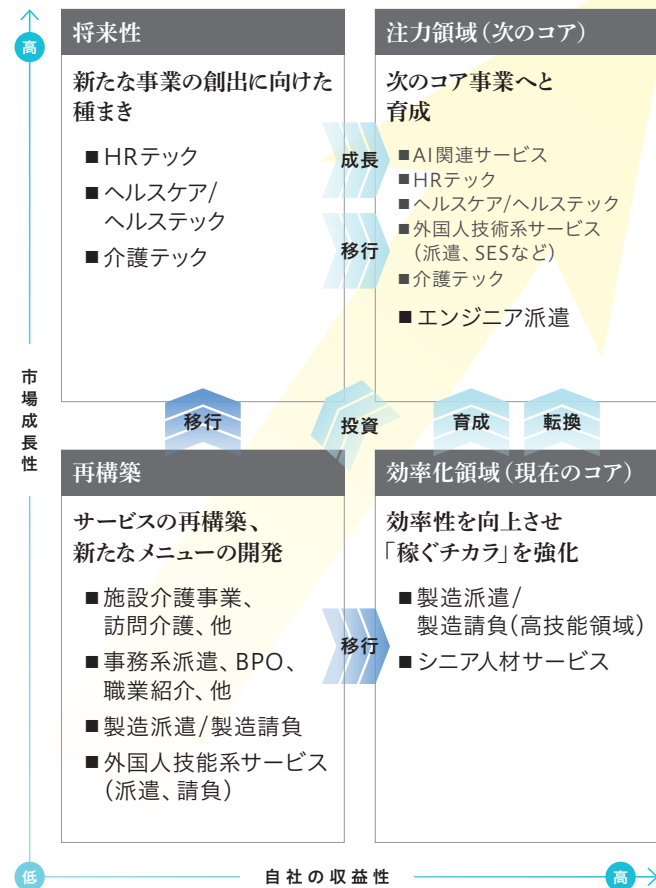 高
将来性
新たな事業の創出に向けた
種まき
■HRテック
■ヘルスケア/
ヘルステック
■介護テック
成長
移行
注力領域（次のコア）
次のコア事業へと
育成
■AI関連サービス
■HRテック
■ヘルスケア/ヘルステック
■外国人技術系サービス
（派遣、SESなど）
■介護テック
■エンジニア派遣
市場成長性
移行
投資
育成
転換
再構築
サービスの再構築、
新たなメニューの開発
■施設介護事業、
訪問介護、他
■事務系派遣、BPO、
職業紹介、他
■製造派遣/製造請負
■外国人技能系サービス
（派遣、請負）
移行
効率化領域（現在のコア）
効率性を向上させ
「稼ぐチカラ」を強化
■製造派遣/
製造請負（高技能領域）
■シニア人材サービス
低
自社の収益性
高